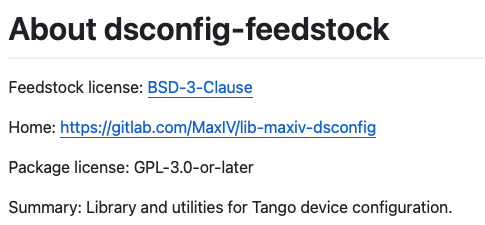 About dsconfig-feedstock
Feedstock license: BSD-3-Clause
Home: https://gitlab.com/MaxIV/lib-maxiv-dsconfig
Package license: GPL-3.0-or-later
Summary: Library and utilities for Tango device configuration.